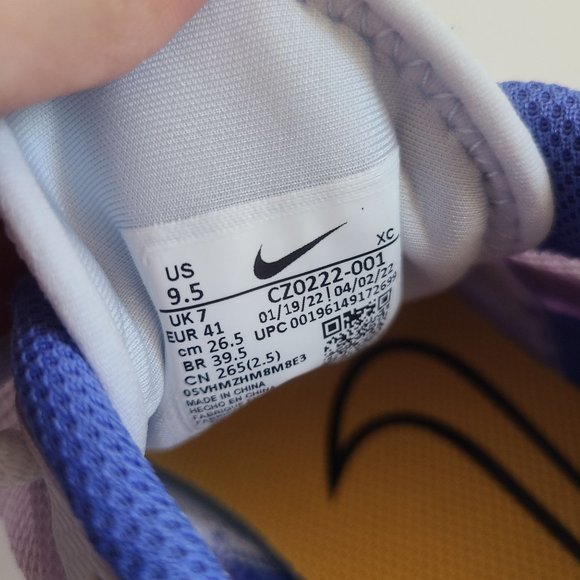 US
9.5
XC
CZ0222-001
UK 7
01/19/22 | 04/02/22
EUR 41
UPC 00196149172699
cm 26.5
BR 39.5
CN 265(2.5)
05VHMZHM8M8E3
MADE IN CHINA
HECHO EN CHINA